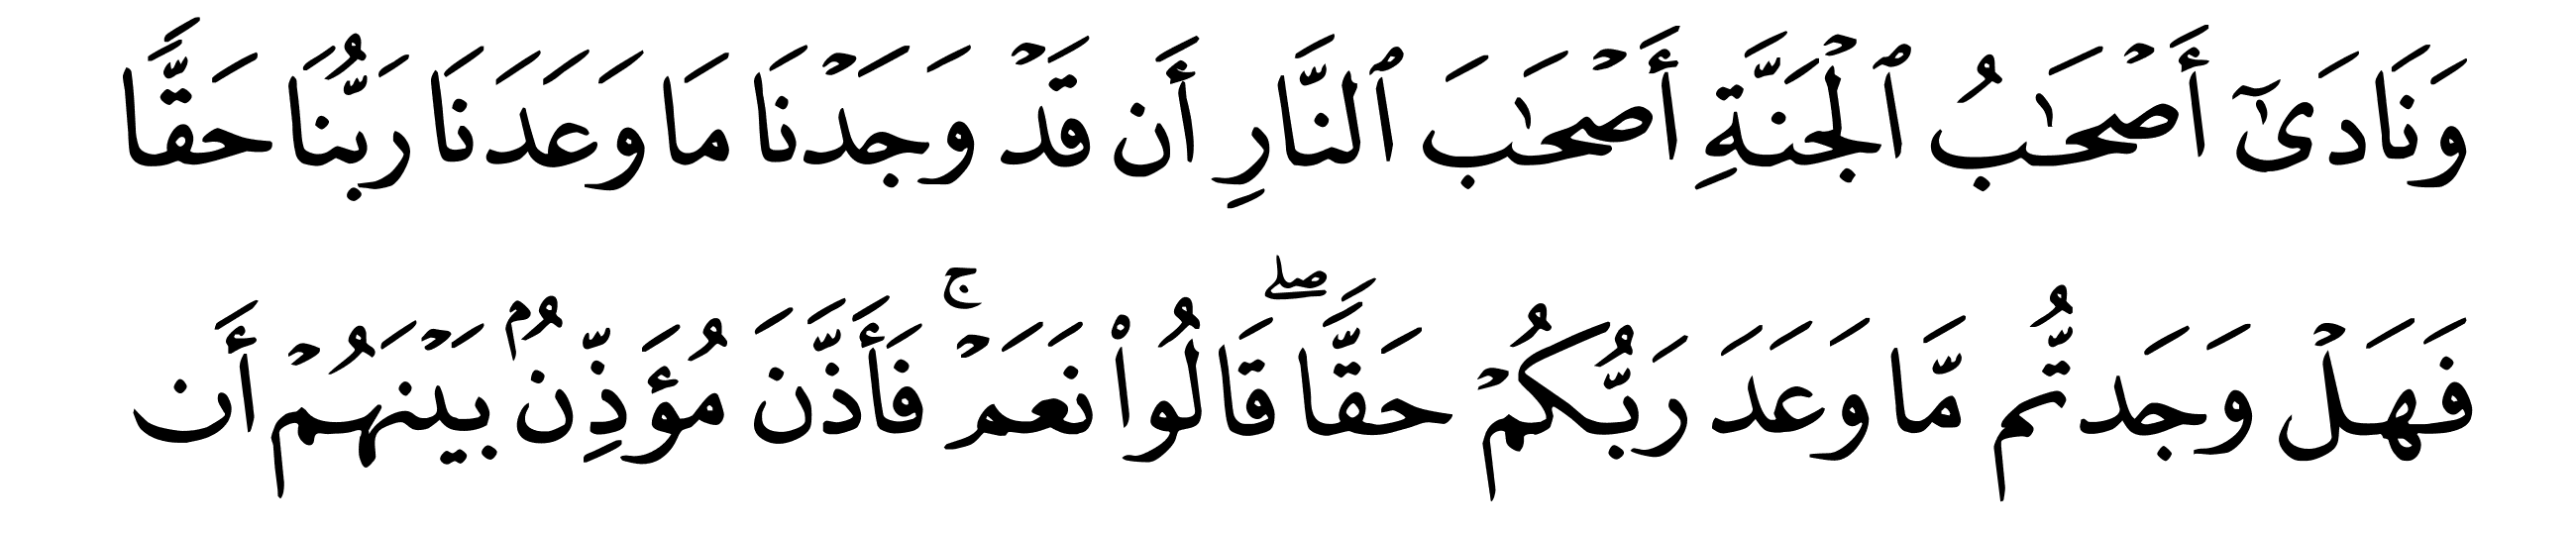 وَنَادَىٰٓ أَصۡحَـٰبُ ٱلۡجَنَّةِ أَصۡحَـٰبَ ٱلنَّارِ أَن قَدۡ وَجَدۡنَا مَا وَعَدَنَا رَبُّنَا حَقًّا
فَهَلۡ وَجَدتُّم مَّا وَعَدَ رَبُّكُمۡ حَقًّاۖ قَالُوا۟ نَعَمۡۚ فَأَذَّنَ مُؤَذِّنُۢ بَيۡنَهُمۡ أَن